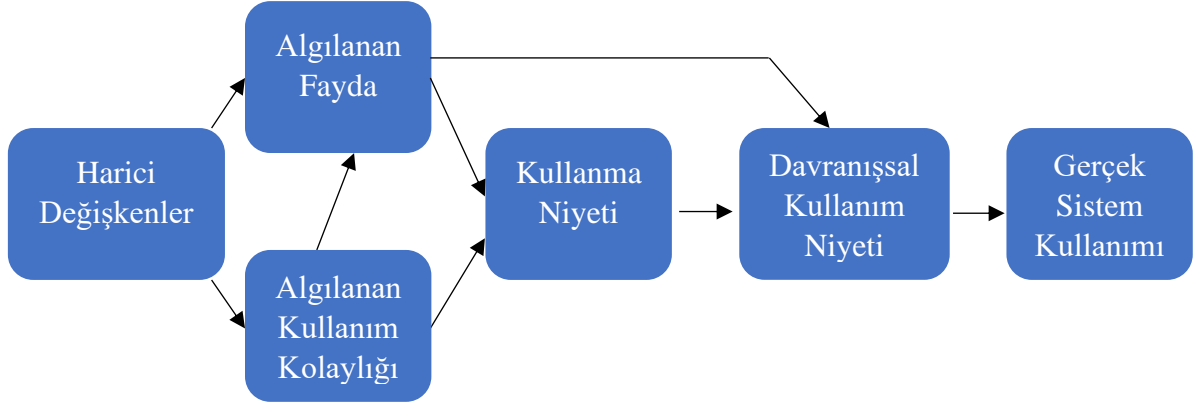 Algılanan
Fayda
Harici
Değişkenler
Algılanan
Kullanım
Kolaylığı
Kullanma
Niyeti
Davranışsal
Kullanım
Niyeti
Gerçek
Sistem
Kullanımı